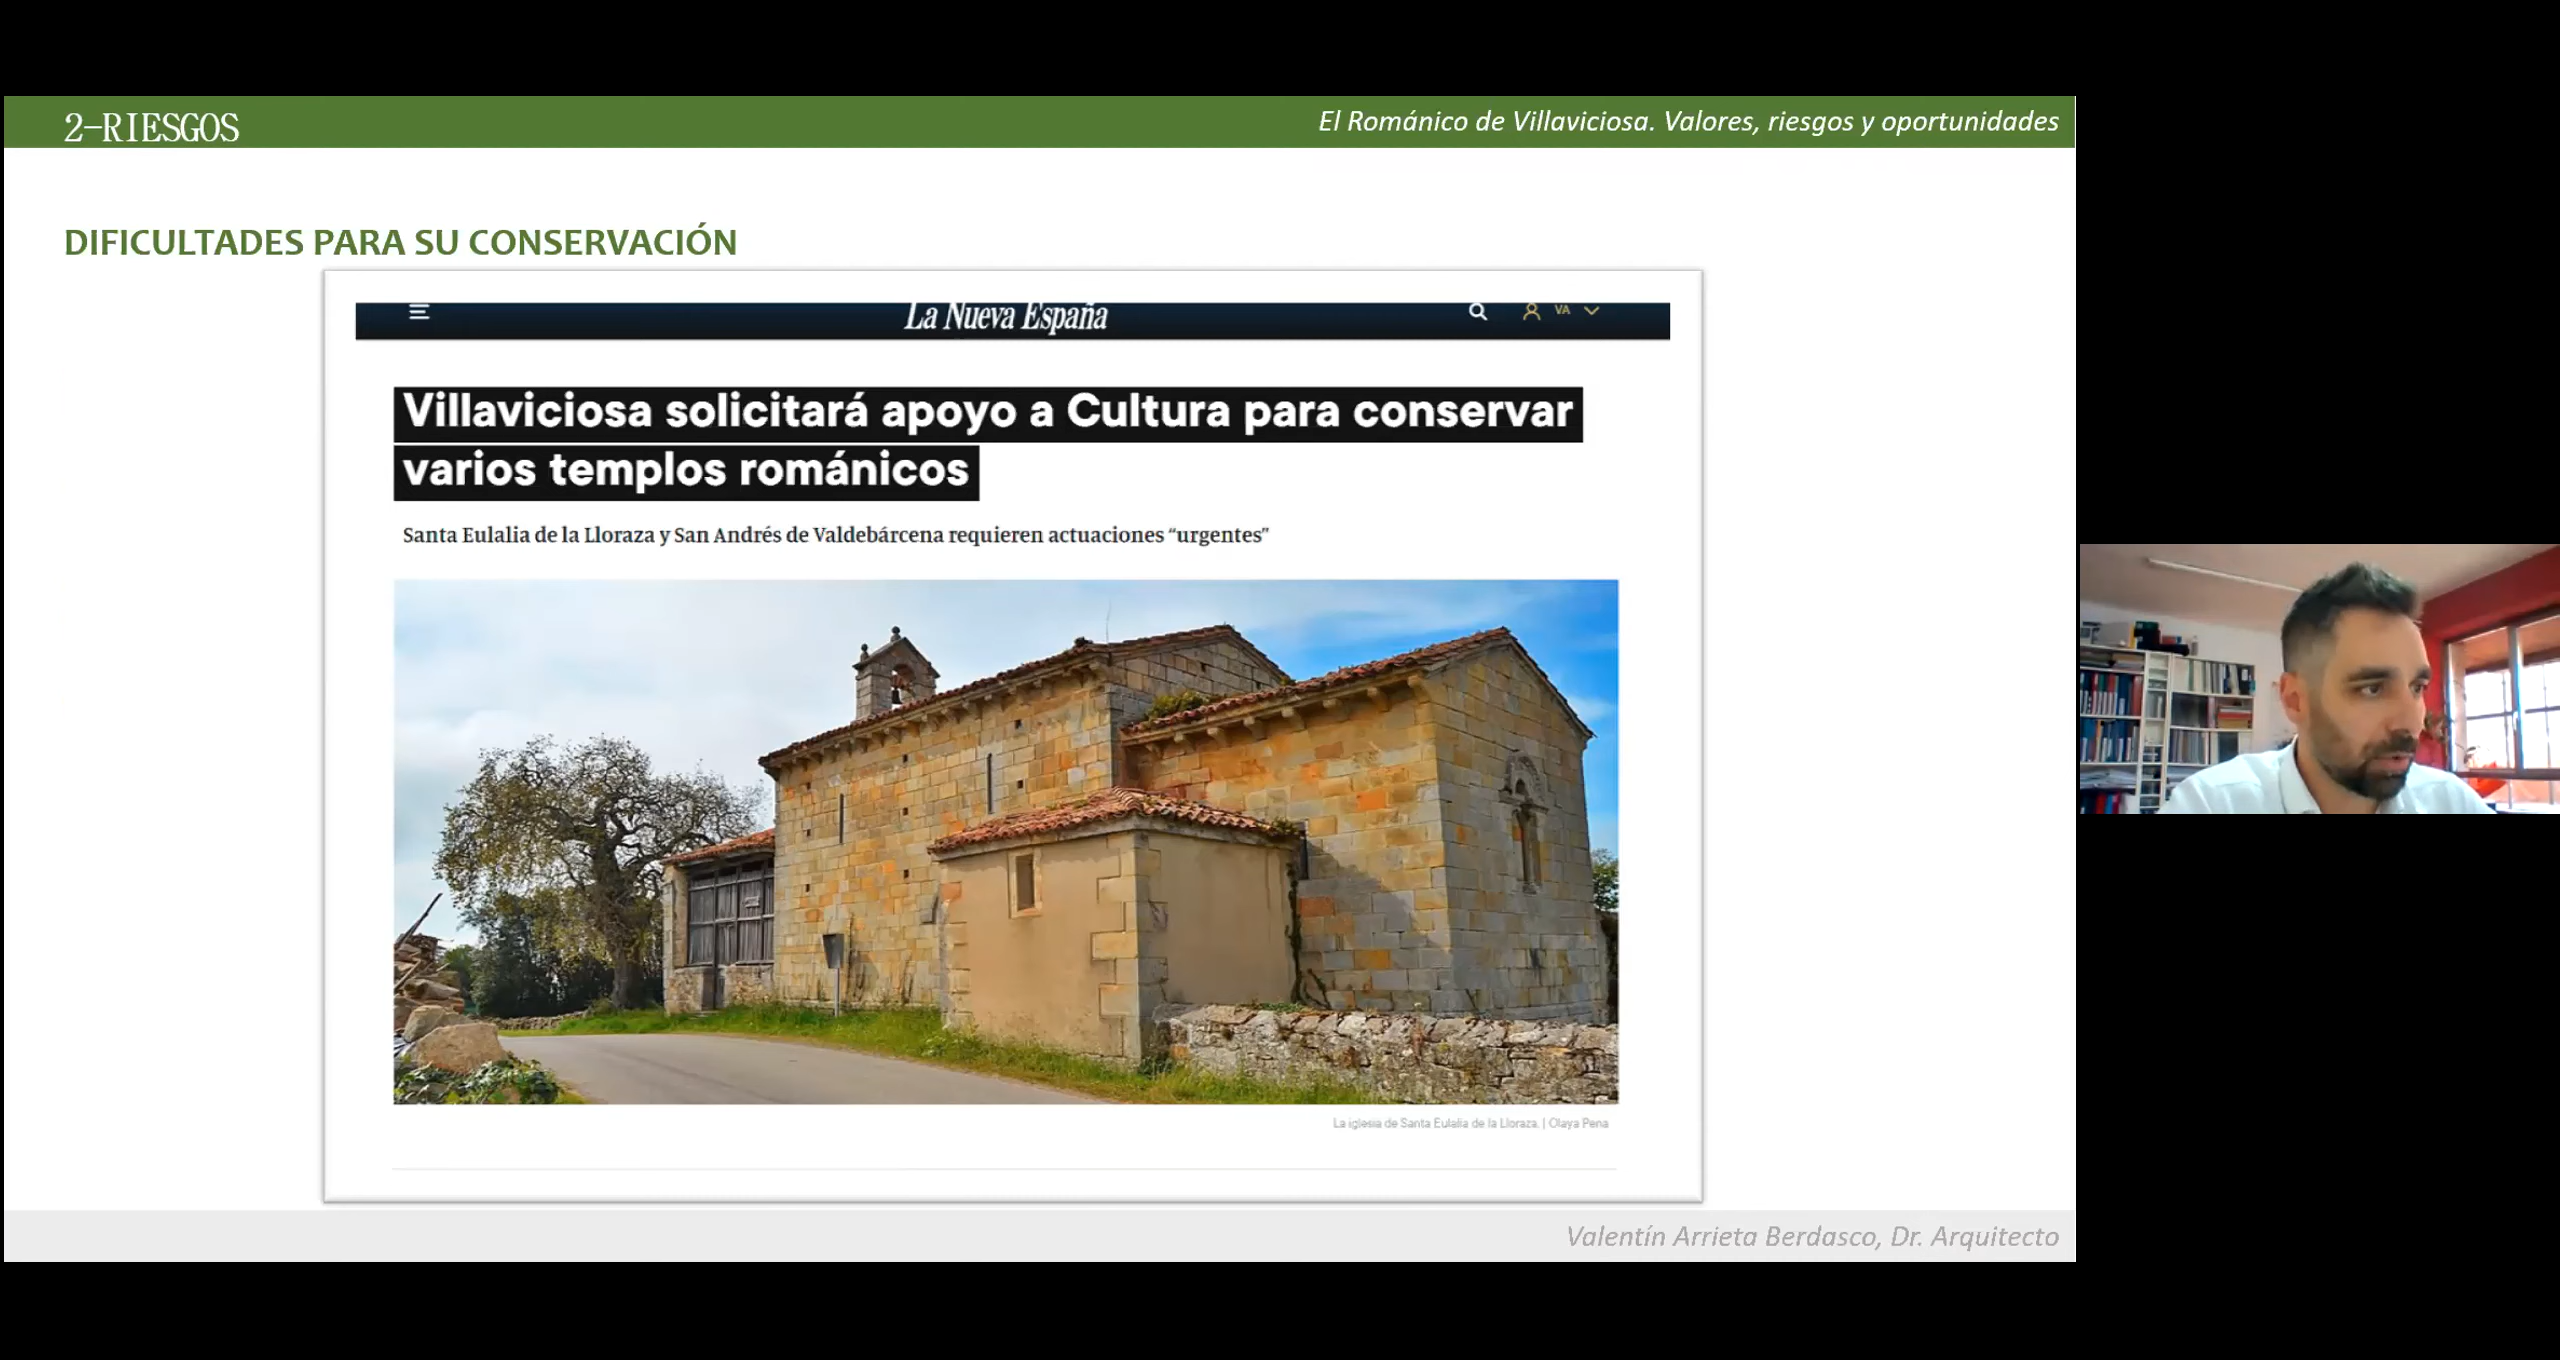 2-RIESGOS
El Románico de Villaviciosa. Valores, riesgos y oportunidades
DIFICULTADES PARA SU CONSERVACIÓN
La Nueva España
VA
Villaviciosa solicitará apoyo a Cultura para conservar
varios templos románicos
Santa Eulalia de la Lloraza y San Andrés de Valdebárcena requieren actuaciones “urgentes”
La iglesia de Santa Eulalia de la Lloraza. | Olaya Pena
Valentín Arrieta Berdasco, Dr. Arquitecto